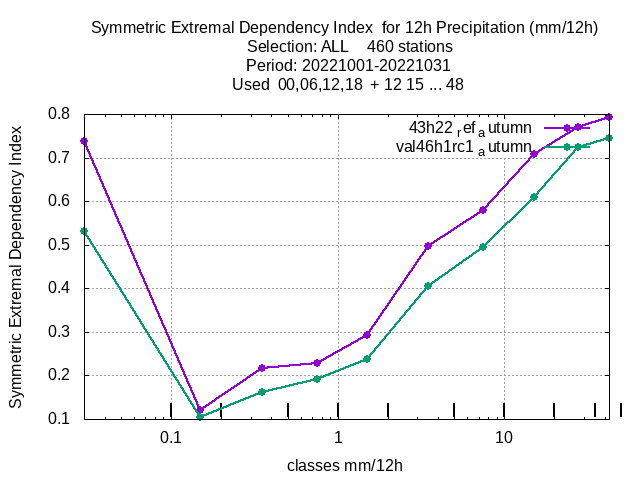 Symmetric Extremal Dependency Index  for 12h Precipitation (mm/12h)
Selection: ALL    460 stations
Period: 20221001-20221031
Used  00,06,12,18  + 12 15 ... 48
43h22 ref autumn
val46h1rc1 autumn
Symmetric Extremal Dependency Index
0.8
0.7
0.6
0.5
0.4
0.3
0.2
0.1
0.1 1 10
classes mm/12h